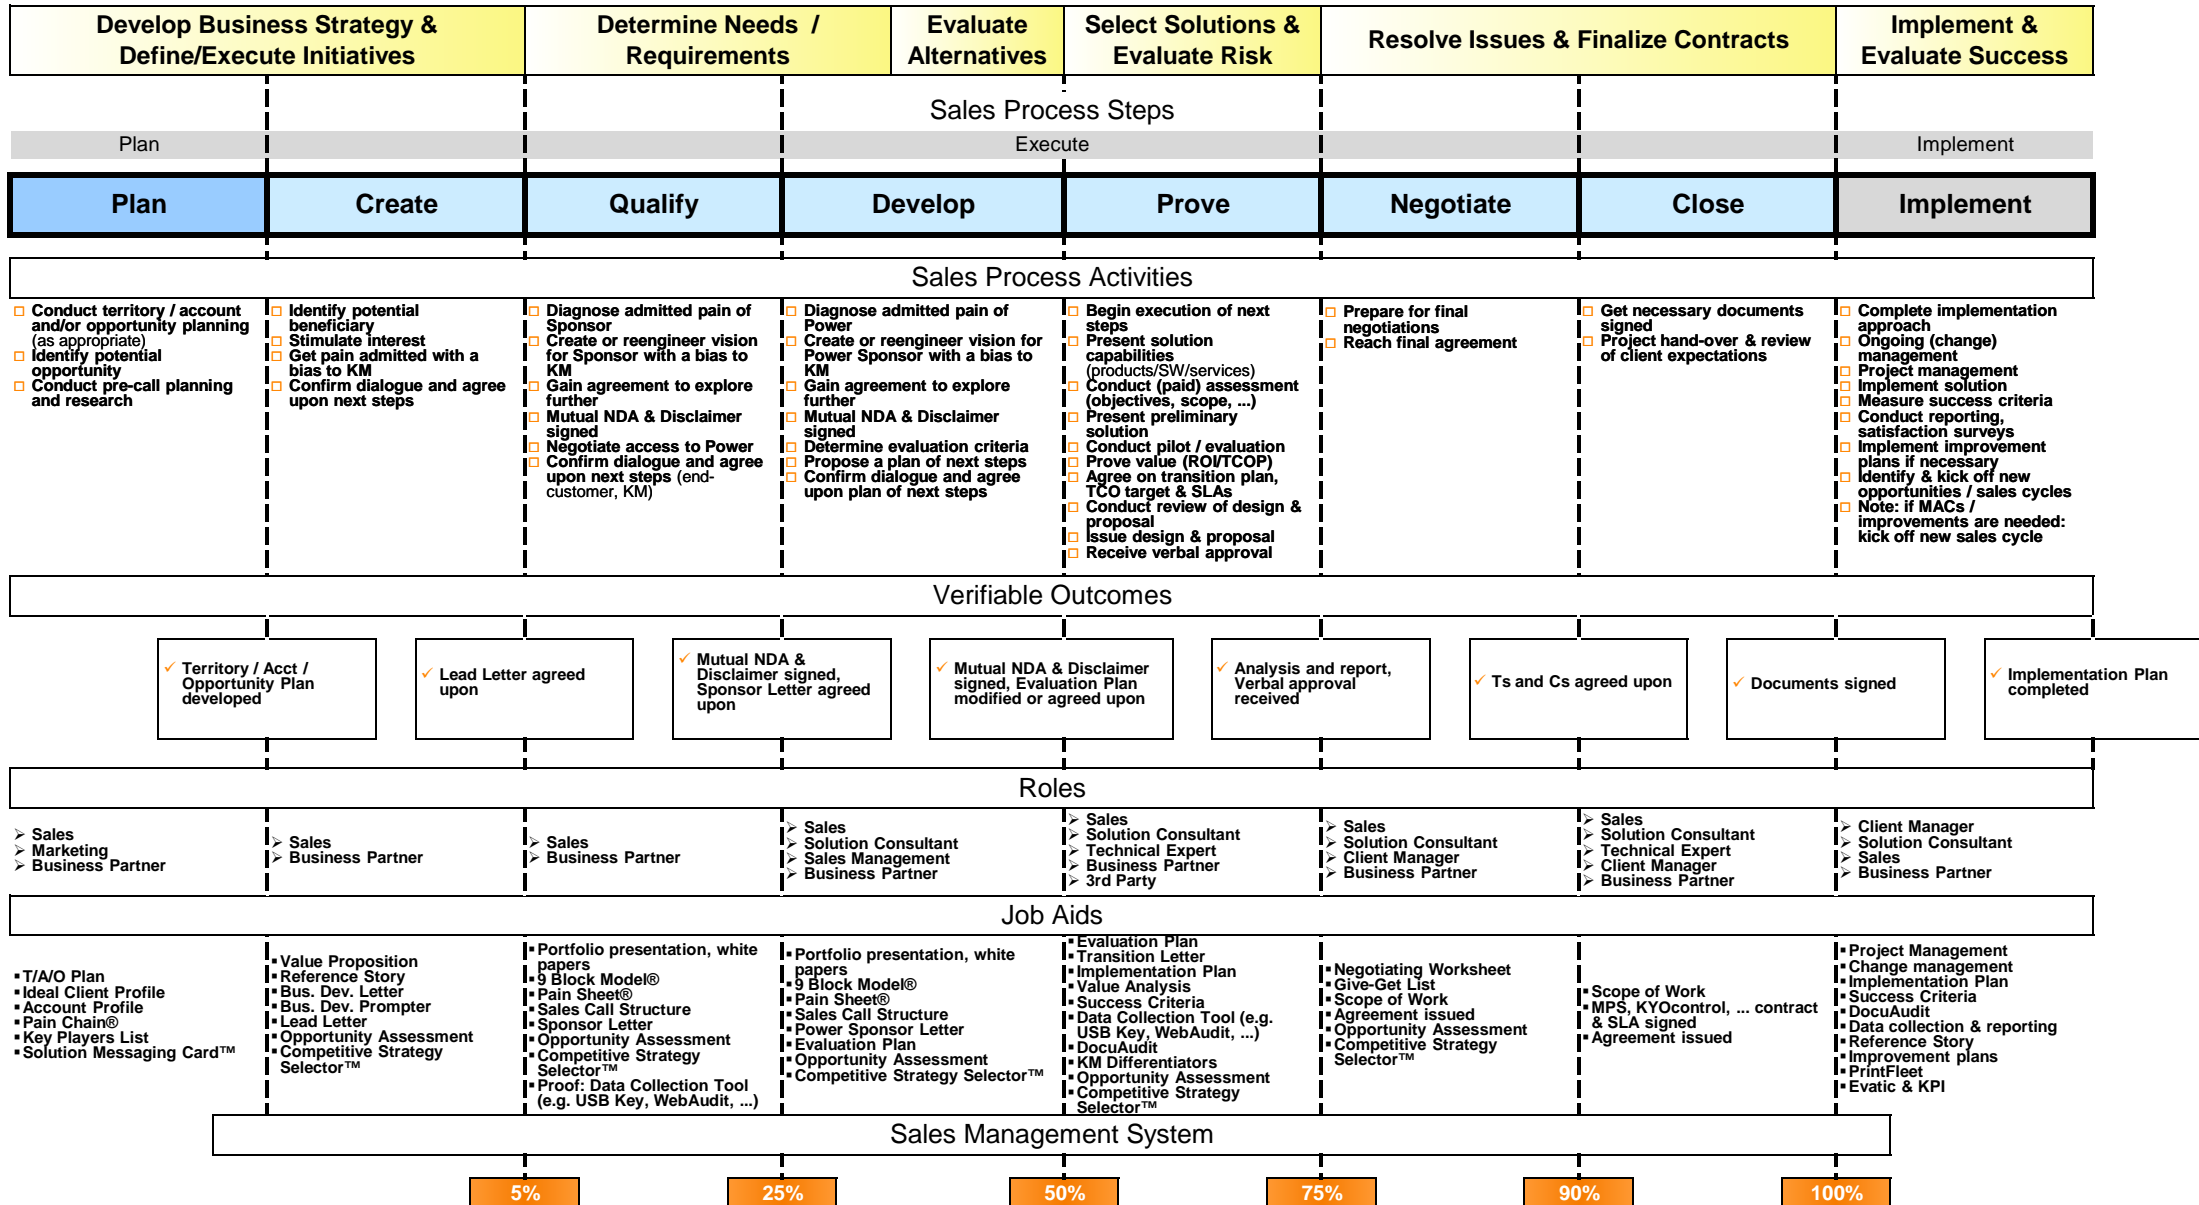 Develop Business Strategy &
Define/Execute Initiatives
Determine Needs /
Requirements
Evaluate
Alternatives
Select Solutions &
Evaluate Risk
Resolve Issues & Finalize Contracts
Implement &
Evaluate Success
Sales Process Steps
Plan
Execute
Implement
Plan
Create
Qualify
Develop
Prove
Negotiate
Close
Implement
Sales Process Activities
Conduct territory / account
and/or opportunity planning
(as appropriate)
Identify potential
opportunity
Conduct pre-call planning
and research
Identify potential
beneficiary
Stimulate interest
Get pain admitted with a
bias to KM
Confirm dialogue and agree
upon next steps
Diagnose admitted pain of
Sponsor
Create or reengineer vision
for Sponsor with a bias to
KM
Gain agreement to explore
further
Mutual NDA & Disclaimer
signed
Negotiate access to Power
Confirm dialogue and agree
upon next steps (end-
customer, KM)
Diagnose admitted pain of
Power
Create or reengineer vision for
Power Sponsor with a bias to
KM
Gain agreement to explore
further
Mutual NDA & Disclaimer
signed
Determine evaluation criteria
Propose a plan of next steps
Confirm dialogue and agree
upon plan of next steps
Begin execution of next
steps
Present solution
capabilities
(products/SW/services)
Conduct (paid) assessment
(objectives, scope, ...)
Present preliminary
solution
Conduct pilot / evaluation
Prove value (ROI/TCOP)
Agree on transition plan,
TCO target & SLAs
Conduct review of design &
proposal
Issue design & proposal
Receive verbal approval
Prepare for final
negotiations
Reach final agreement
Get necessary documents
signed
Project hand-over & review
of client expectations
Complete implementation
approach
Ongoing (change)
management
Project management
Implement solution
Measure success criteria
Conduct reporting,
satisfaction surveys
Implement improvement
plans if necessary
Identify & kick off new
opportunities / sales cycles
Note: if MACs /
improvements are needed:
kick off new sales cycle
Verifiable Outcomes
✓ Territory / Acct /
Opportunity Plan
developed
✓ Lead Letter agreed
upon
✓ Mutual NDA &
Disclaimer signed,
Sponsor Letter agreed
upon
✓ Mutual NDA & Disclaimer
signed, Evaluation Plan
modified or agreed upon
✓ Analysis and report,
Verbal approval
received
✓ Ts and Cs agreed upon
✓ Documents signed
✓ Implementation Plan
completed
Roles
Sales
Marketing
Business Partner
Sales
Business Partner
Sales
Business Partner
Sales
Solution Consultant
Sales Management
Business Partner
Sales
Solution Consultant
Technical Expert
Business Partner
3rd Party
Sales
Solution Consultant
Client Manager
Business Partner
Sales
Solution Consultant
Technical Expert
Client Manager
Business Partner
Client Manager
Solution Consultant
Sales
Business Partner
Job Aids
T/A/O Plan
Ideal Client Profile
Account Profile
Pain Chain®
Key Players List
Solution Messaging Card™
Value Proposition
Reference Story
Bus. Dev. Letter
Bus. Dev. Prompter
Lead Letter
Opportunity Assessment
Competitive Strategy
Selector™
Portfolio presentation, white
papers
9 Block Model®
Pain Sheet®
Sales Call Structure
Sponsor Letter
Opportunity Assessment
Competitive Strategy
Selector™
Proof: Data Collection Tool
(e.g. USB Key, WebAudit, ...)
Portfolio presentation, white
papers
9 Block Model®
Pain Sheet®
Sales Call Structure
Power Sponsor Letter
Evaluation Plan
Opportunity Assessment
Competitive Strategy Selector™
Evaluation Plan
Transition Letter
Implementation Plan
Value Analysis
Success Criteria
Data Collection Tool (e.g.
USB Key, WebAudit, ...)
DocuAudit
KM Differentiators
Opportunity Assessment
Competitive Strategy
Selector™
Negotiating Worksheet
Give-Get List
Scope of Work
Agreement issued
Opportunity Assessment
Competitive Strategy
Selector™
Scope of Work
MPS, KYOcontrol, ... contract
& SLA signed
Agreement issued
Project Management
Change management
Implementation Plan
Success Criteria
DocuAudit
Data collection & reporting
Reference Story
Improvement plans
PrintFleet
Evatic & KPI
Sales Management System
5%
25%
50%
75%
90%
100%